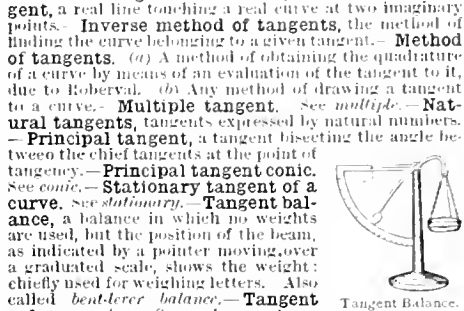 gent, a real line touching a real curve at two imaginary
points.- Inverse method of tangents, the method of
finding the curve belonging to a given tangent.— Method
of tangents. (a) A method of obtaining the quadrature
of a curve by means of an evaluation of the tangent to it,
due to Roberval. (b) Any method of drawing a tangent
to a curve.- Multiple tangent. See multiple.—Nat-
ural tangents, tangents expressed by natural numbers.
— Principal tangent, a tangent bisecting the angle be-
tween the chief tangents at the point of
tangency.—Principal tangent conic.
See conic.— Stationary tangent of a
curve. See stationary.—Tangent bal-
ance, a balance in which no weights
are used, but the position of the beam,
as indicated by a pointer moving over
a graduated scale, shows the weight:
chiefly used for weighing letters. Also
called bent-lever balance.—Tangent
Tangent Balance.